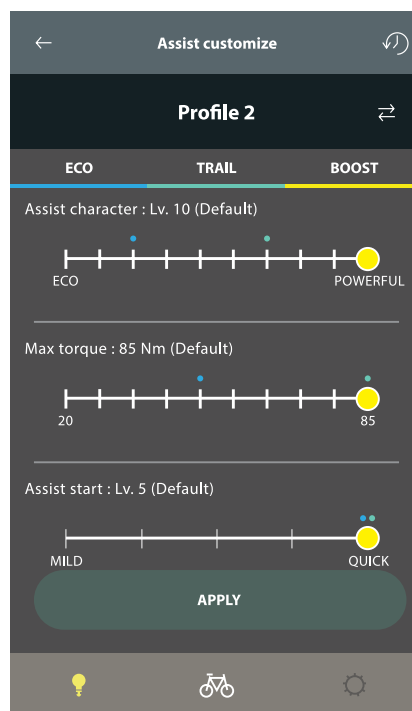 Assist customize
Profile 2
ECO TRAIL BOOST
Assist character : Lv. 10 (Default)
ECO POWERFUL
Max torque : 85 Nm (Default)
20 85
Assist start : Lv. 5 (Default)
MILD QUICK
APPLY